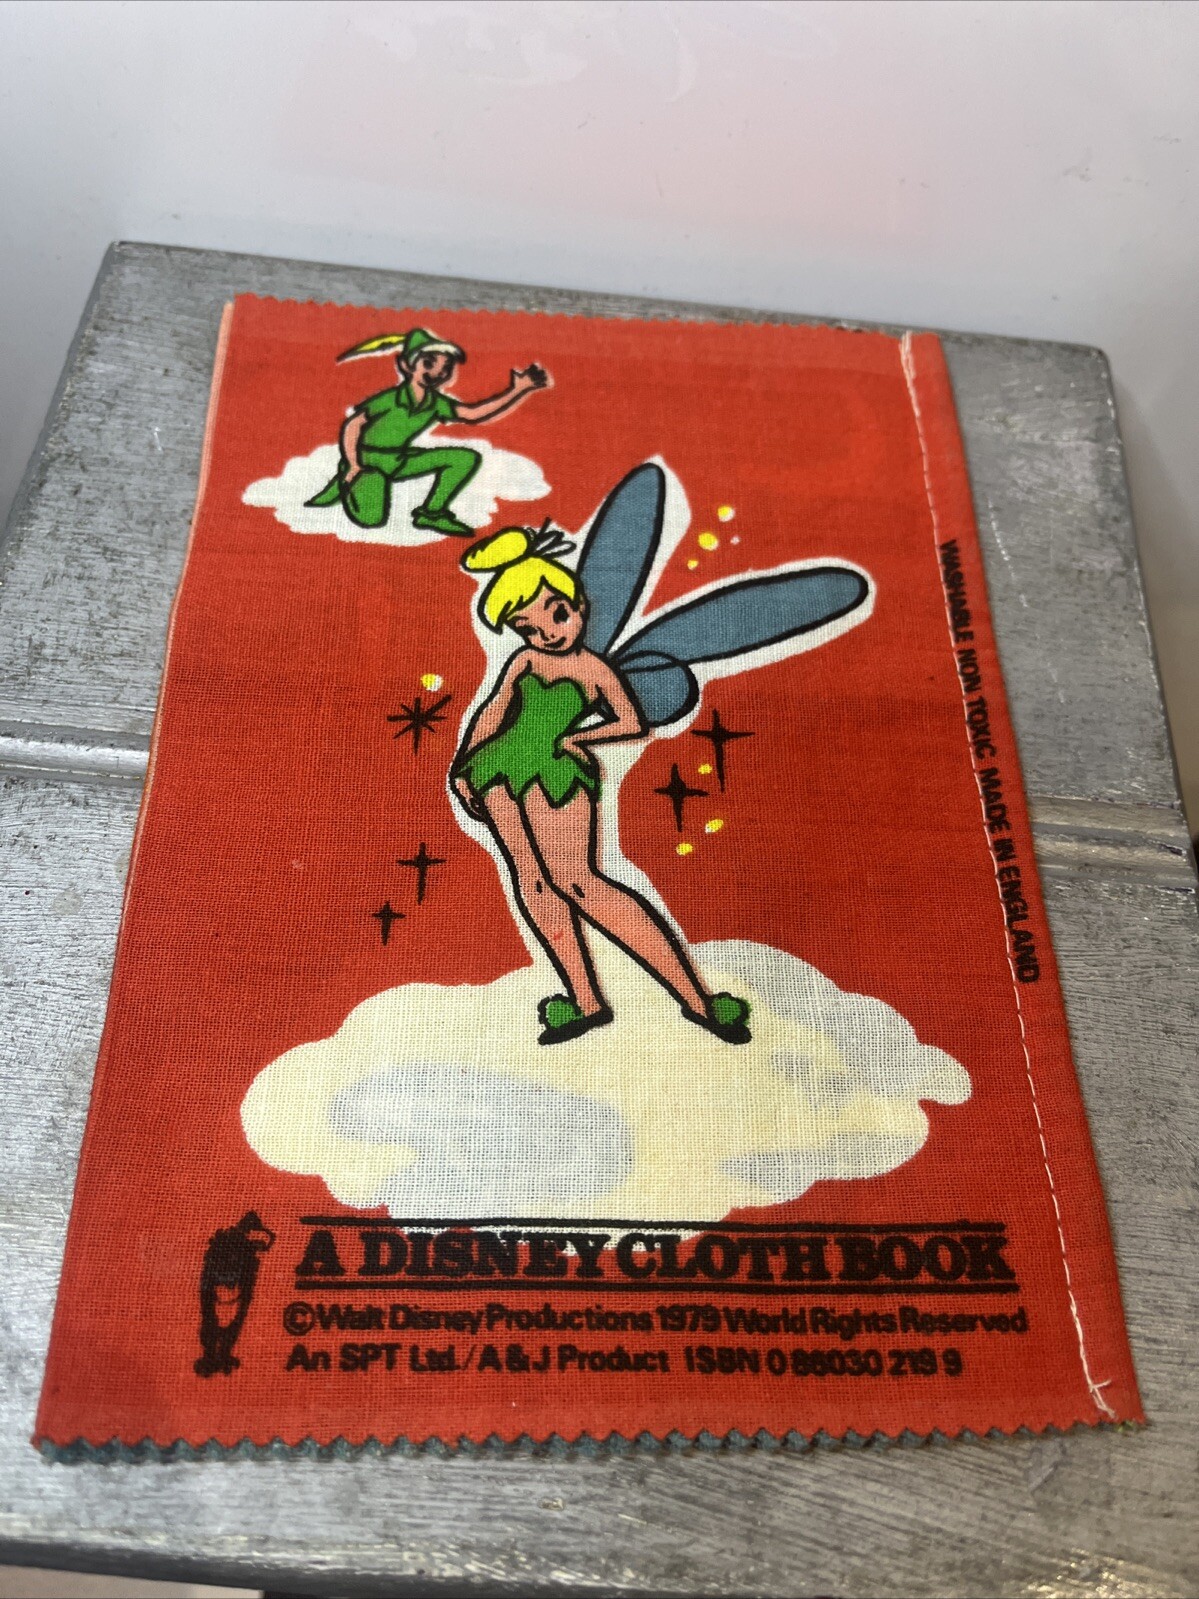 WASHABLE NON TOXIC MADE IN ENGLAND
A DISNEY CLOTH BOOK
©Walt Disney Productions 1979 World Rights Reserved
An SPT Ltd./A & J Product ISBN 0 86030 219 9